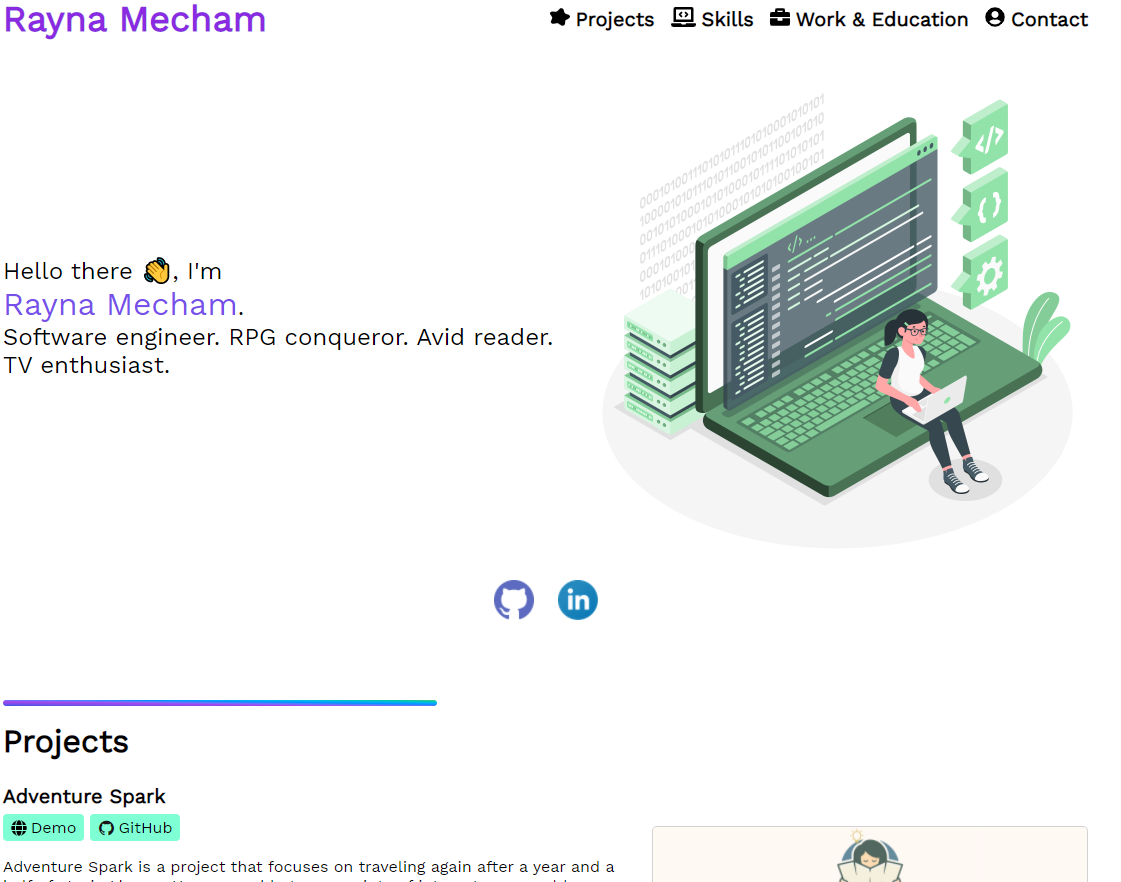 Rayna Mecham
Projects Skills Work & Education Contact
Hello there 👋, I'm
Rayna Mecham.
Software engineer. RPG conqueror. Avid reader.
TV enthusiast.
</> ...
</>
{ }
in
Projects
Adventure Spark
Demo GitHub
Adventure Spark is a project that focuses on traveling again after a year and a